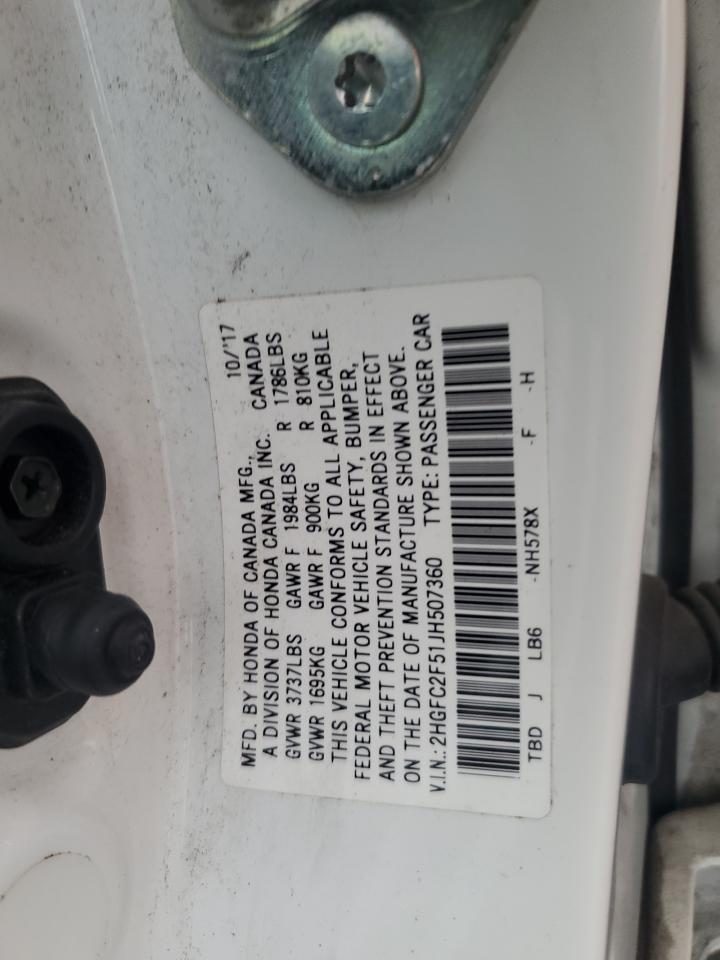 10/'17
MFD. BY HONDA OF CANADA MFG.,
A DIVISION OF HONDA CANADA INC. CANADA
GVWR 3737LBS GAWR F 1984LBS R 1786LBS
GVWR 1695KG GAWR F 900KG R 810KG
THIS VEHICLE CONFORMS TO ALL APPLICABLE
FEDERAL MOTOR VEHICLE SAFETY, BUMPER,
AND THEFT PREVENTION STANDARDS IN EFFECT
ON THE DATE OF MANUFACTURE SHOWN ABOVE.
V.I.N.: 2HGFC2F51JH507360 TYPE: PASSENGER CAR
TBD J LB6 -NH578X -F -H